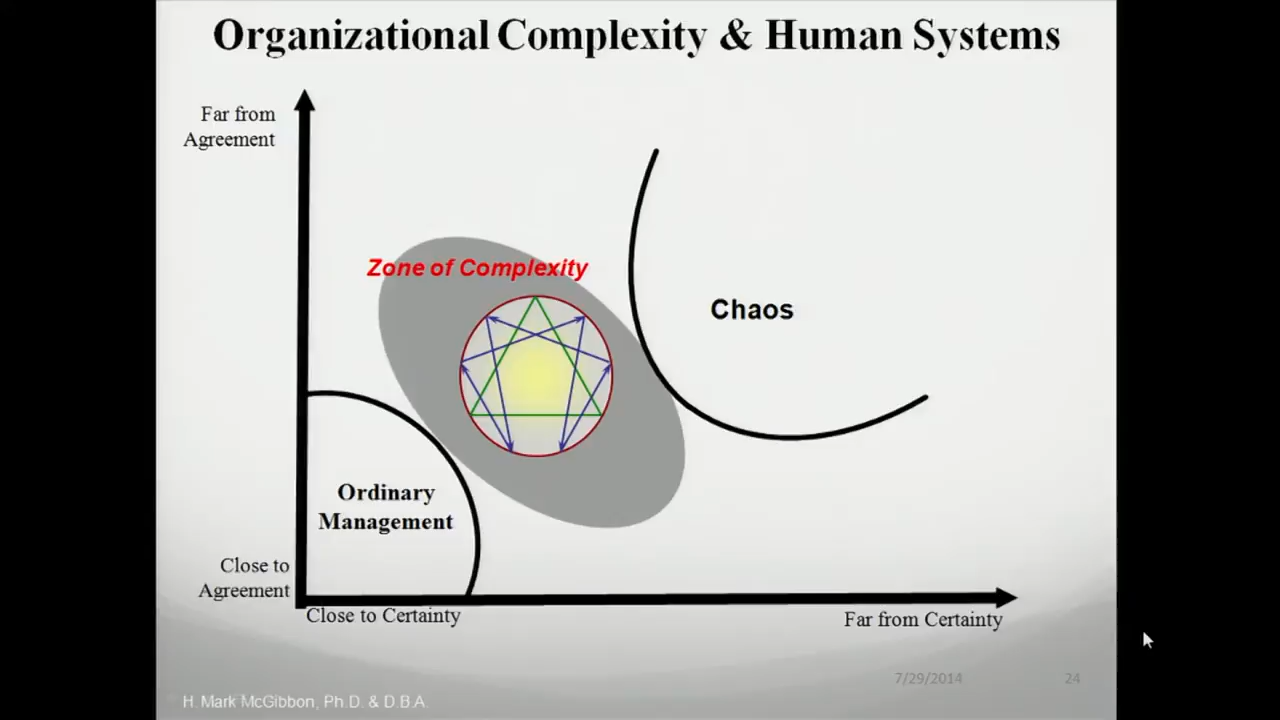 Organizational Complexity & Human Systems
Far from
Agreement
Zone of Complexity
Chaos
Ordinary
Management
Close to
Agreement
Close to Certainty
Far from Certainty
7/29/2014
24
H. Mark McGibbon, Ph.D. & D.B.A.